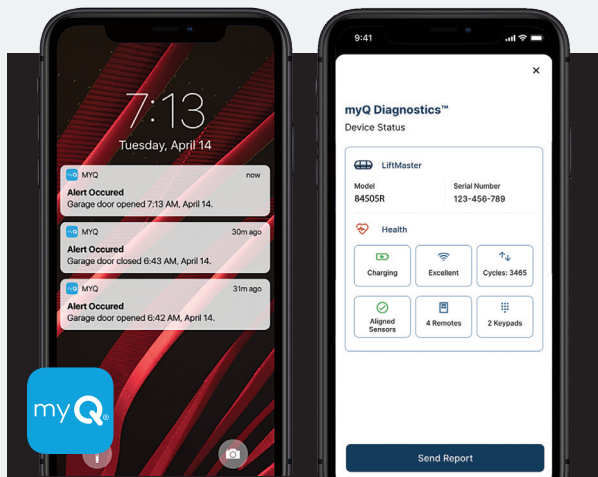 7:13
Tuesday, April 14
MYQ now
Alert Occured
Garage door opened 7:13 AM, April 14.
MYQ 30m ago
Alert Occured
Garage door closed 6:43 AM, April 14.
MYQ 31m ago
Alert Occured
Garage door opened 6:42 AM, April 14.
myQ®
9:41
myQ Diagnostics™
Device Status
LiftMaster
Model Serial Number
84505R 123-456-789
Health
Charging Excellent Cycles: 3465
Aligned
Sensors 4 Remotes 2 Keypads
Send Report